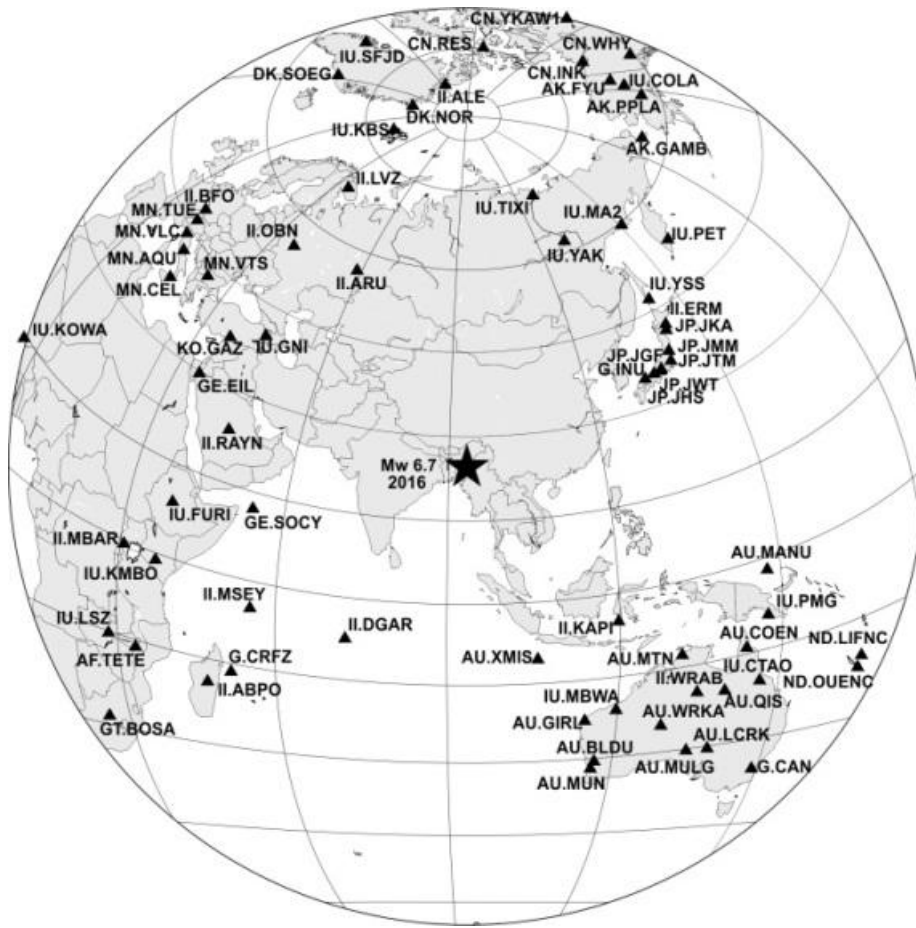 CN.YKAW1
CN.RES
CN.WHY
IU.SFJD
DK.SOEG
CN.INK
IU.COLA
AK.FYU
II.ALE
AK.PPLA
DK.NOR
IU.KBS
AK.GAMB
II.LVZ
II.BFO
IU.TIXI
MN.TUE
IU.MA2
MN.VLC
II.OBN
IU.PET
MN.AQU
IU.YAK
MN.VTS
II.ARU
MN.CEL
IU.YSS
II.ERM
IU.KOWA
JP.JKA
KO.GAZ
IU.GNI
JP.JMM
JP.JGF
JP.JTM
G.INU
GE.EIL
JP.JWT
JP.JHS
II.RAYN
Mw 6.7
2016
IU.FURI
GE.SOCY
II.MBAR
AU.MANU
IU.KMBO
II.MSEY
IU.PMG
IU.LSZ
II.DGAR
II.KAPI
AU.COEN
ND.LIFNC
AF.TETE
G.CRFZ
AU.XMIS
AU.MTN
IU.CTAO
II.WRAB
ND.OUENC
II.ABPO
IU.MBWA
AU.QIS
GT.BOSA
AU.GIRL
AU.WRKA
AU.LCRK
AU.BLDU
AU.MULG
G.CAN
AU.MUN